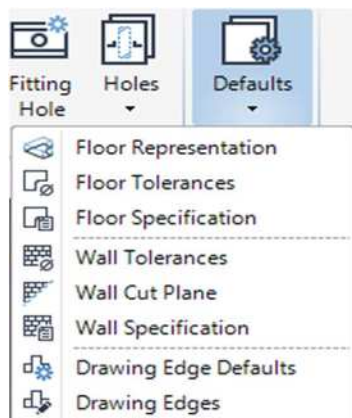 Fitting
Hole
Holes
Defaults
Floor Representation
Floor Tolerances
Floor Specification
Wall Tolerances
Wall Cut Plane
Wall Specification
Drawing Edge Defaults
Drawing Edges